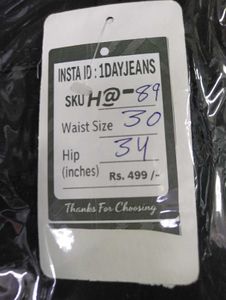 INSTA ID : 1DAYJEANS
SKU H@-89
Waist Size 30
Hip 34
(inches) Rs. 499 /-
Thanks For Choosing